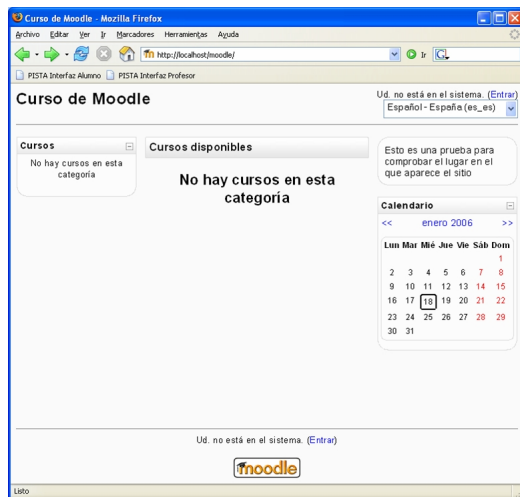 Curso de Moodle - Mozilla Firefox
Archivo Editar Ver Ir Marcadores Herramientas Ayuda
http://localhost/moodle/
Ir
PISTA Interfaz Alumno PISTA Interfaz Profesor
Curso de Moodle
Ud. no está en el sistema. (Entrar)
Español - España (es_es)
Cursos
No hay cursos en esta
categoría
Cursos disponibles
No hay cursos en esta
categoría
Esto es una prueba para
comprobar el lugar en el
que aparece el sitio
Calendario
<< enero 2006 >>
Lun Mar Mié Jue Vie Sáb Dom
1
2 3 4 5 6 7 8
9 10 11 12 13 14 15
16 17 18 19 20 21 22
23 24 25 26 27 28 29
30 31
Ud. no está en el sistema. (Entrar)
moodle
Listo